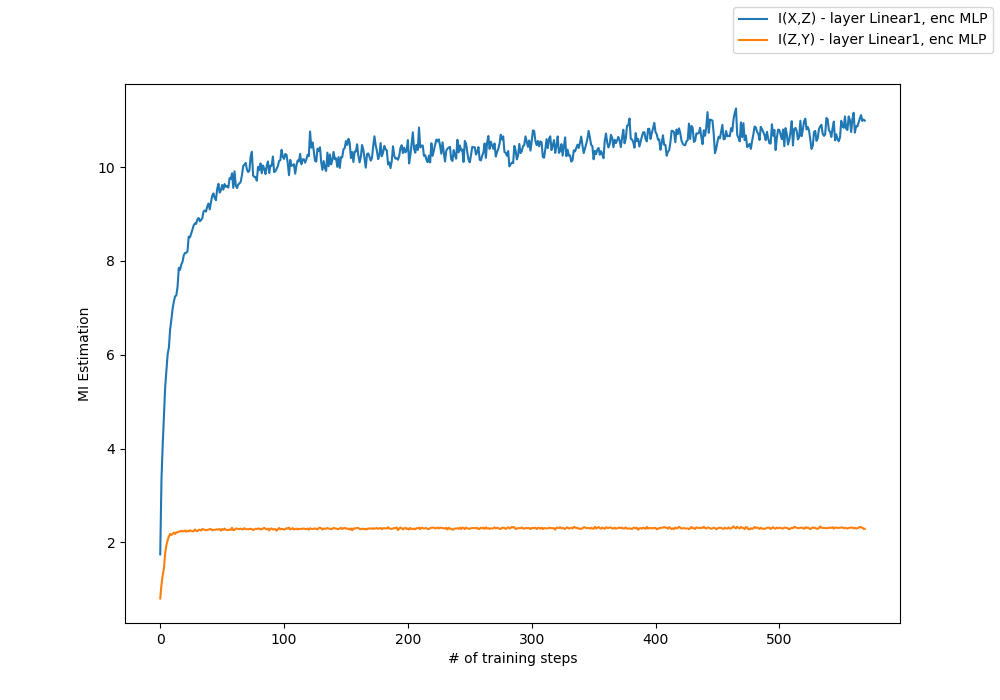 I(X,Z) - layer Linear1, enc MLP
I(Z,Y) - layer Linear1, enc MLP
10
8
6
4
2
MI Estimation
0 100 200 300 400 500
# of training steps